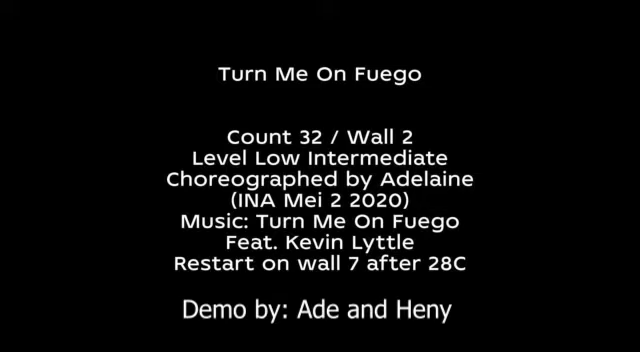 Turn Me On Fuego
Count 32 / Wall 2
Level Low Intermediate
Choreographed by Adelaine
(INA Mei 2 2020)
Music: Turn Me On Fuego
Feat. Kevin Lyttle
Restart on wall 7 after 28C
Demo by: Ade and Heny